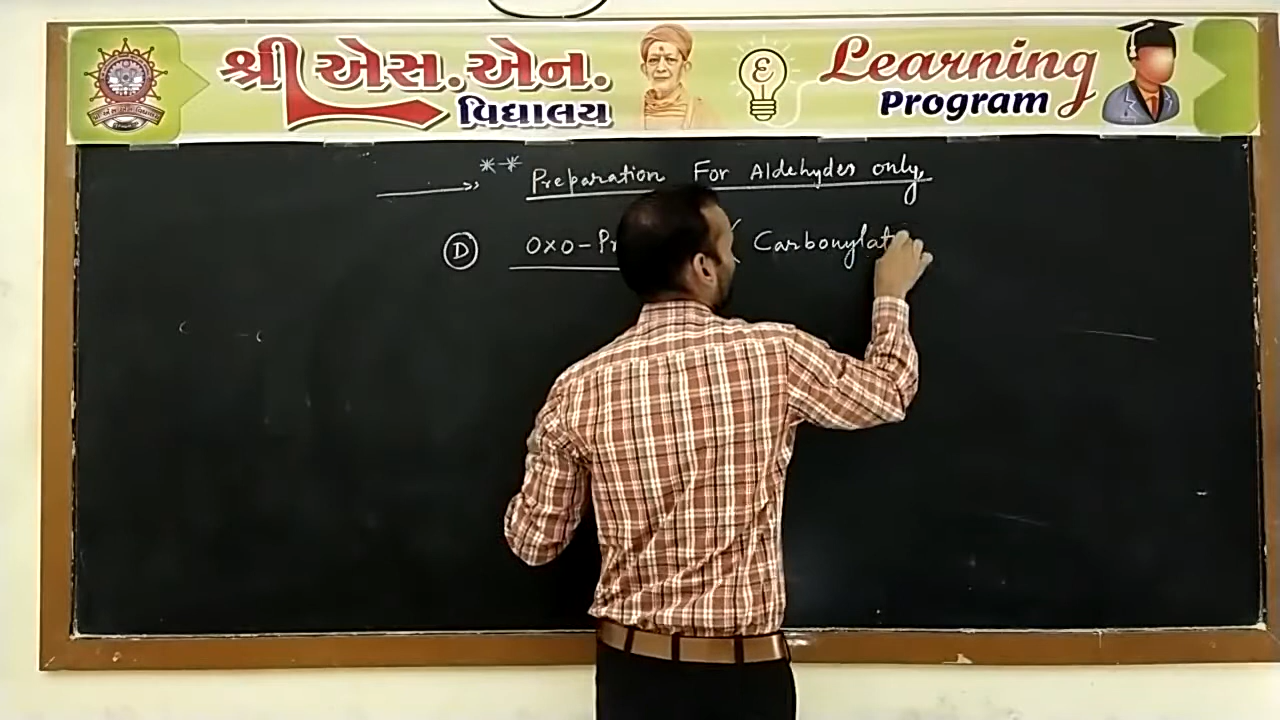 શ્રી એસ.એન.
વિદ્યાલય
Learning
Program
** Preparation For Aldehydes only,
D Oxo-Pr ( Carbonylat